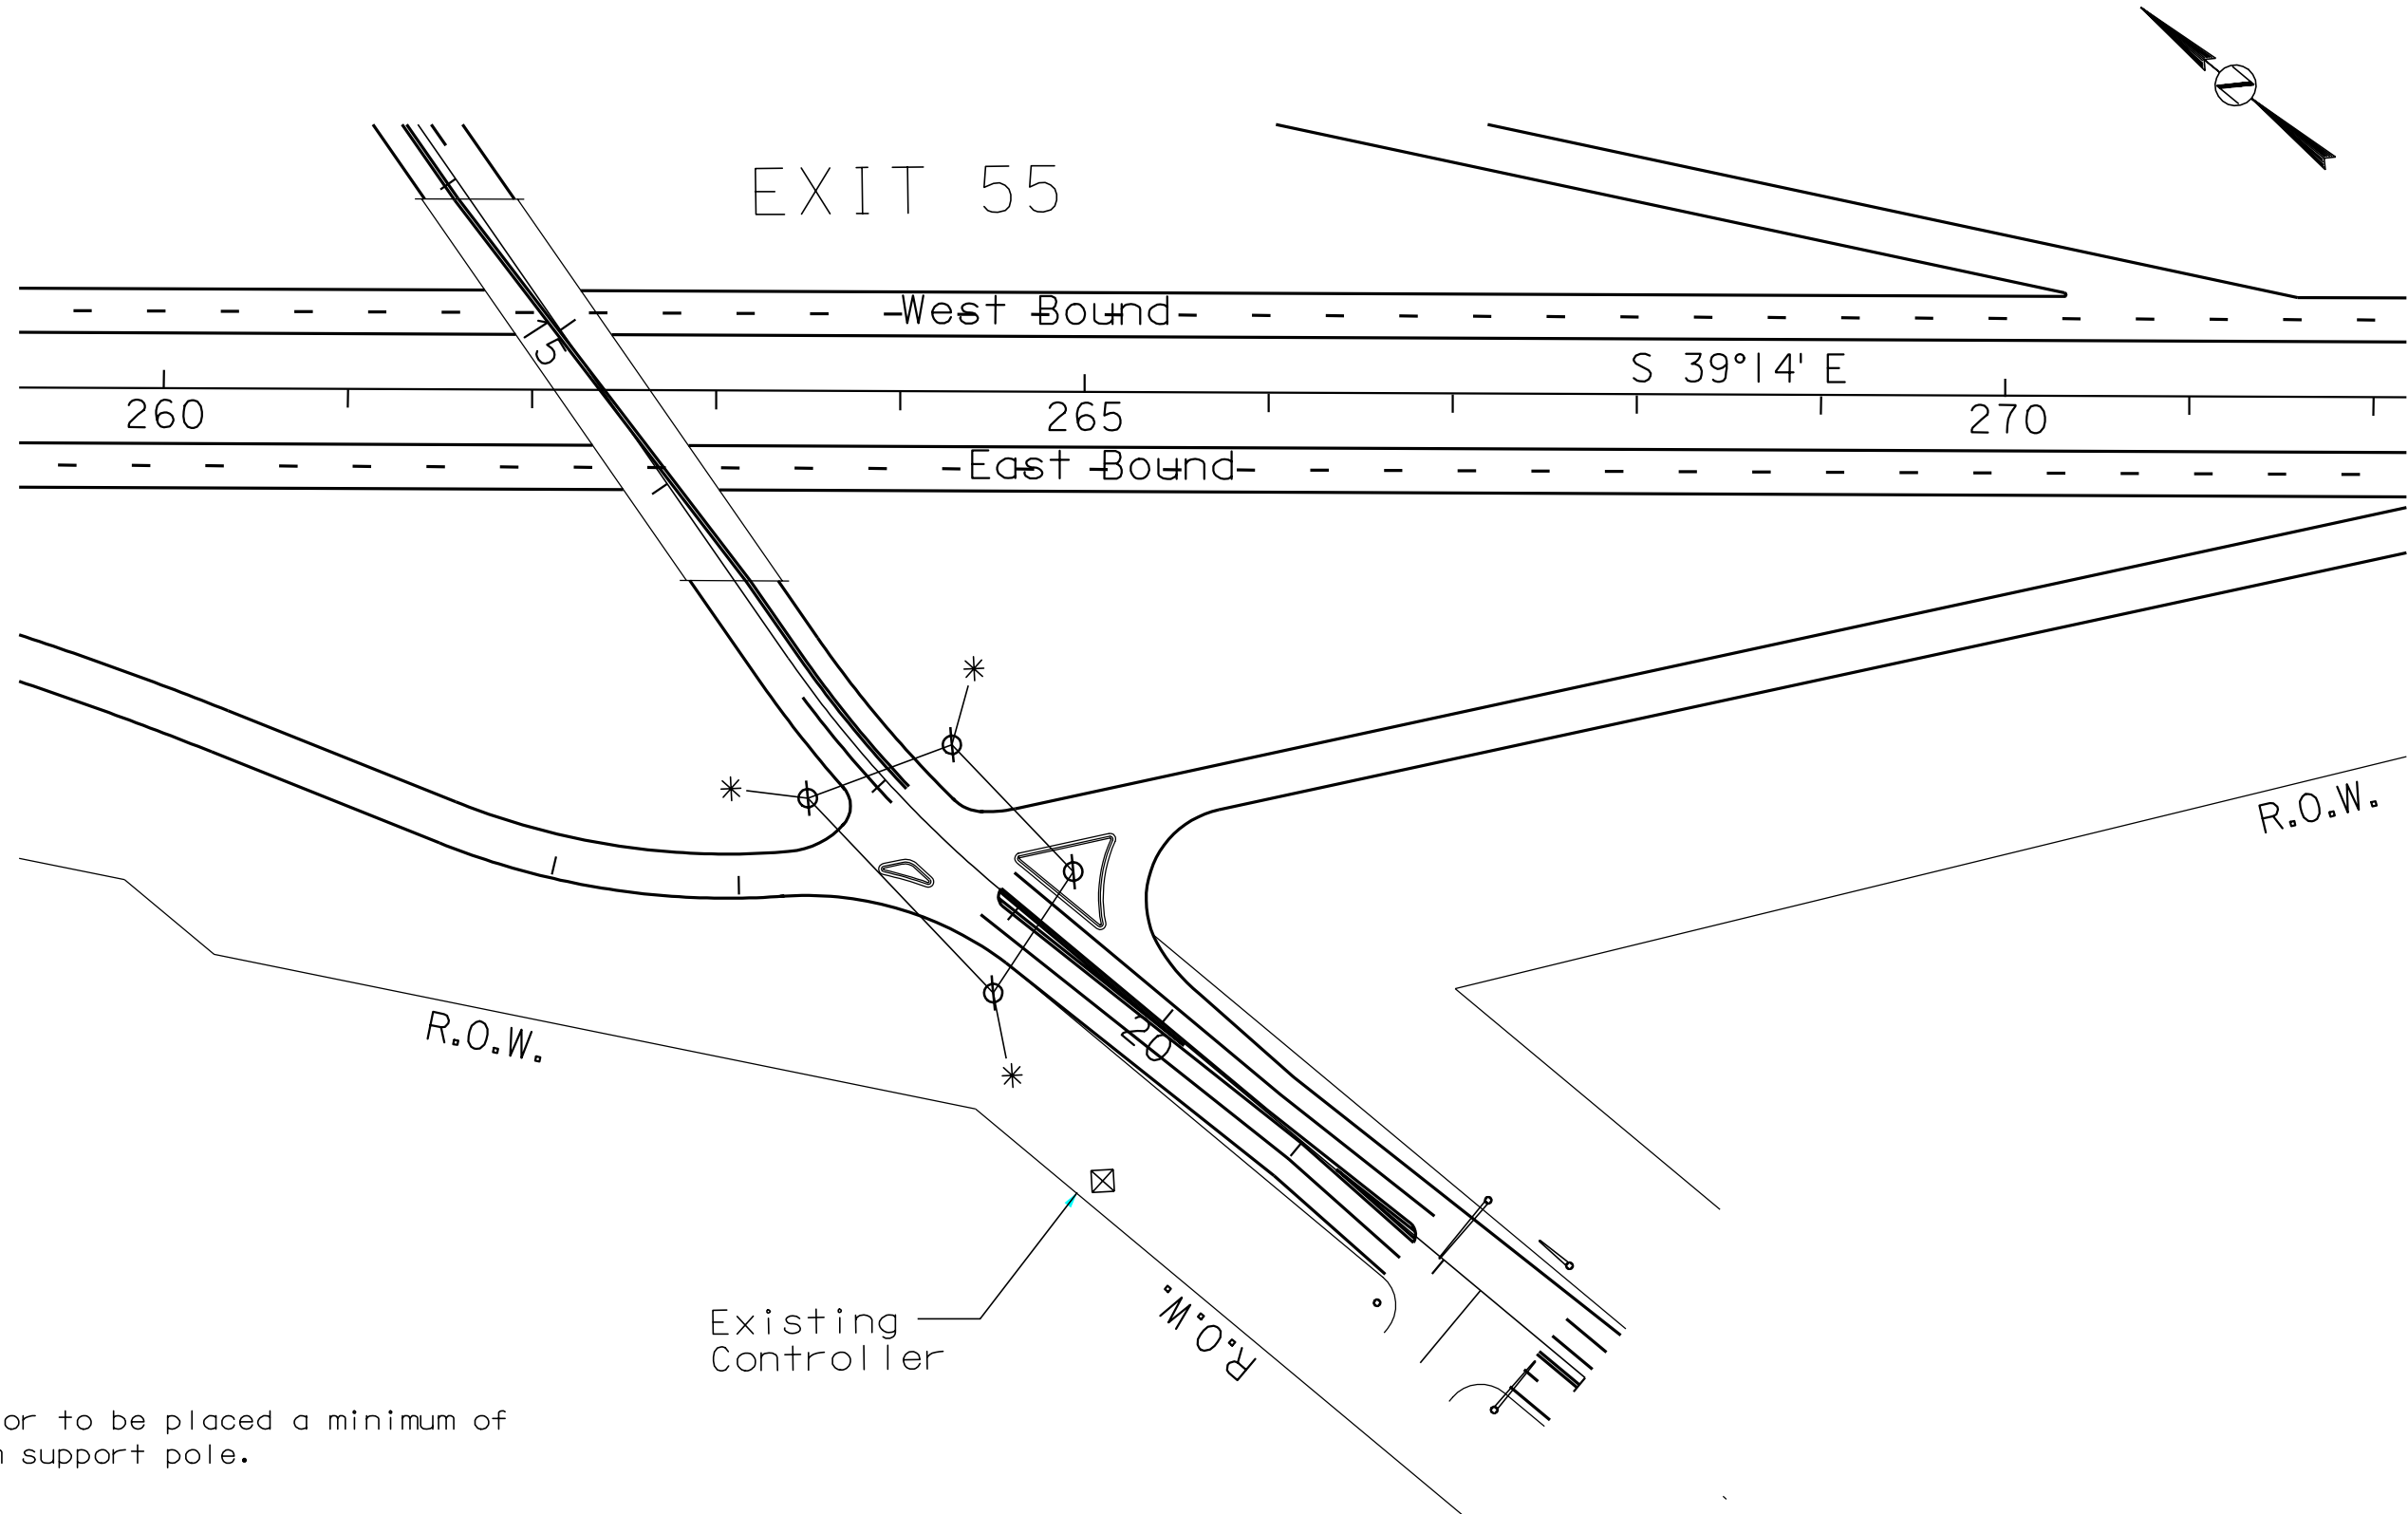 N
EXIT 55
West Bound
15
S 39°14' E
260
265
270
East Bound
R.O.W.
R.O.W.
20
Existing
Controller
R.O.W.
or to be placed a minimum of
support pole.